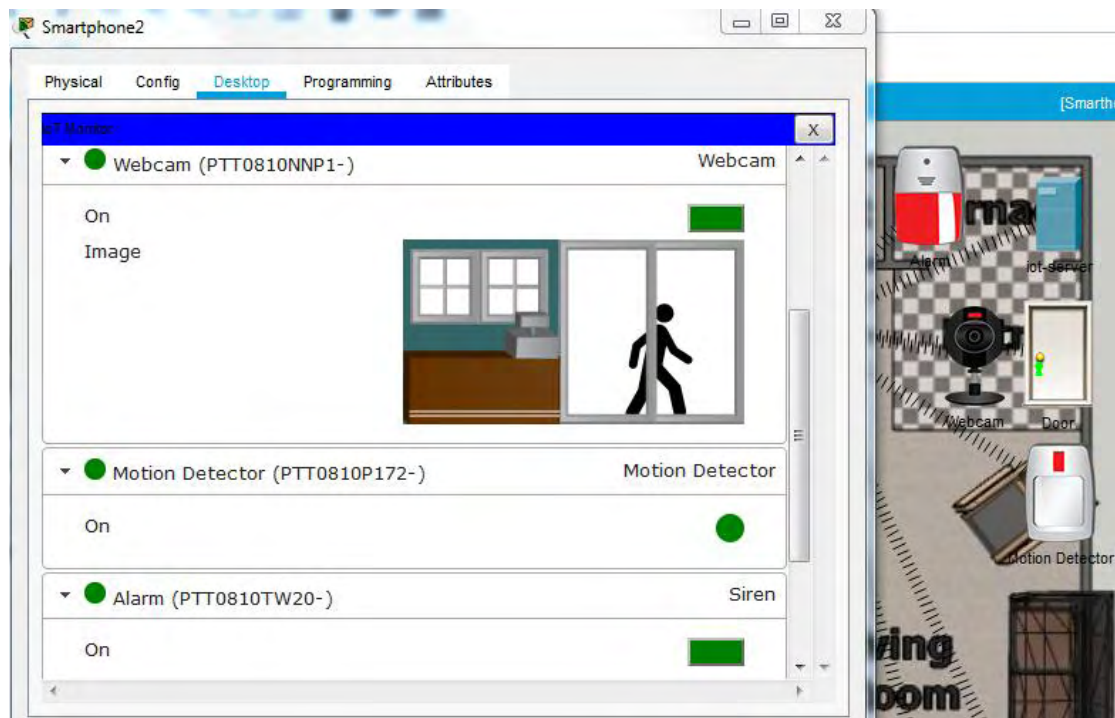 Smartphone2
Physical Config Desktop Programming Attributes
[Smarth
IoT Monitor
X
Webcam (PTT0810NNP1-) Webcam
On
Image
Motion Detector (PTT0810P172-) Motion Detector
On
Alarm (PTT0810TW20-) Siren
On
Alarm
iot-server
Webcam
Door
Motion Detector
ving
oom